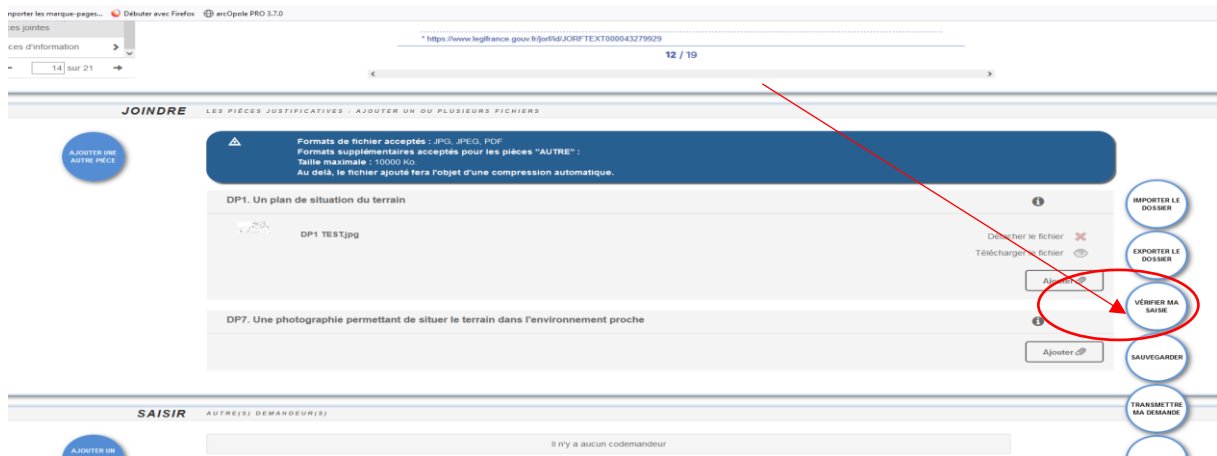 mporter les marque-pages... Débuter avec Firefox arcOpole PRO 3.7.0
es jointes
ces d'information
14 sur 21
* https://www.legifrance.gouv.fr/jorf/id/JORFTEXT000043279929
12 / 19
JOINDRE LES PIÈCES JUSTIFICATIVES : AJOUTER UN OU PLUSIEURS FICHIERS
AJOUTER UNE
AUTRE PIÈCE
Formats de fichier acceptés : JPG, JPEG, PDF
Formats supplémentaires acceptés pour les pièces "AUTRE" :
Taille maximale : 10000 Ko.
Au delà, le fichier ajouté fera l'objet d'une compression automatique.
DP1. Un plan de situation du terrain
DP1 TEST.jpg
Détacher le fichier
Télécharger le fichier
Ajouter
DP7. Une photographie permettant de situer le terrain dans l'environnement proche
Ajouter
IMPORTER LE
DOSSIER
EXPORTER LE
DOSSIER
VÉRIFIER MA
SAISIE
SAUVEGARDER
TRANSMETTRE
MA DEMANDE
SAISIR AUTRE(S) DEMANDEUR(S)
AJOUTER UN
Il n'y a aucun codemandeur